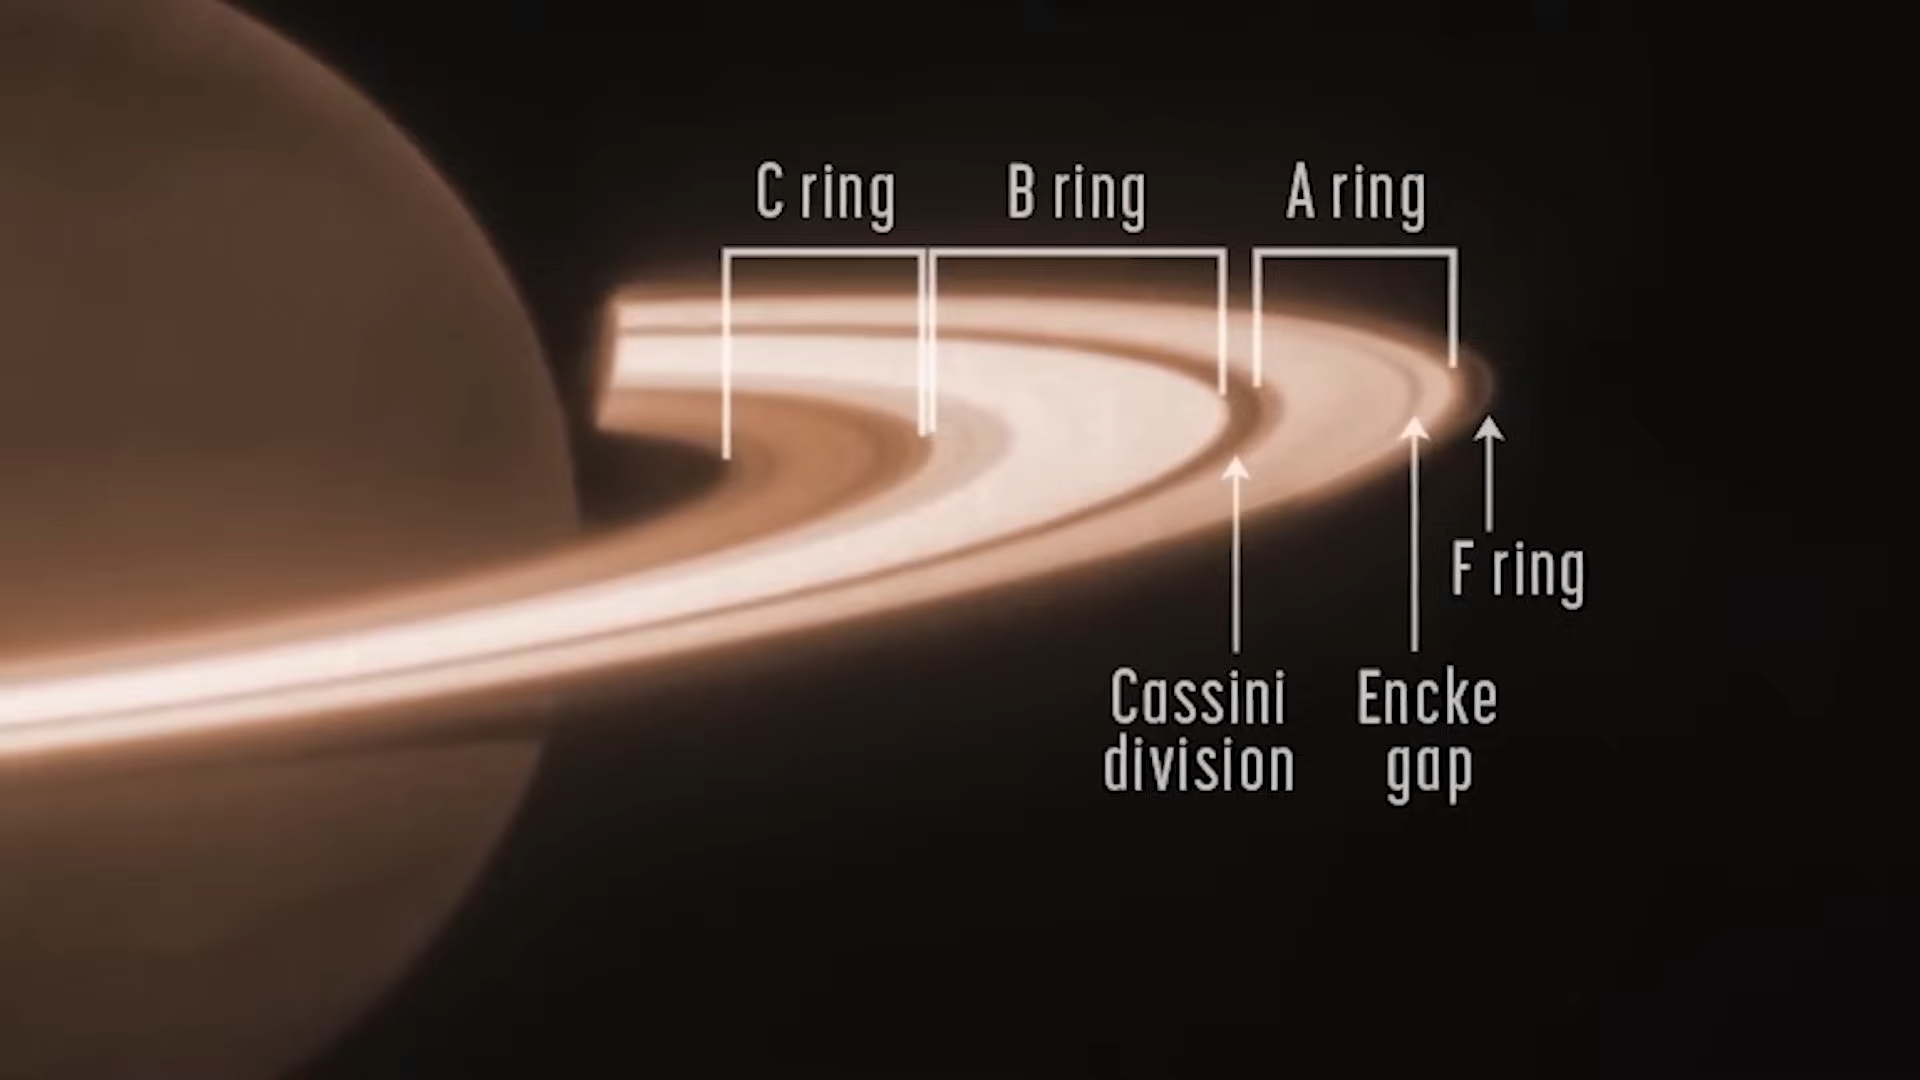 C ring
B ring
A ring
F ring
Cassini
division
Encke
gap